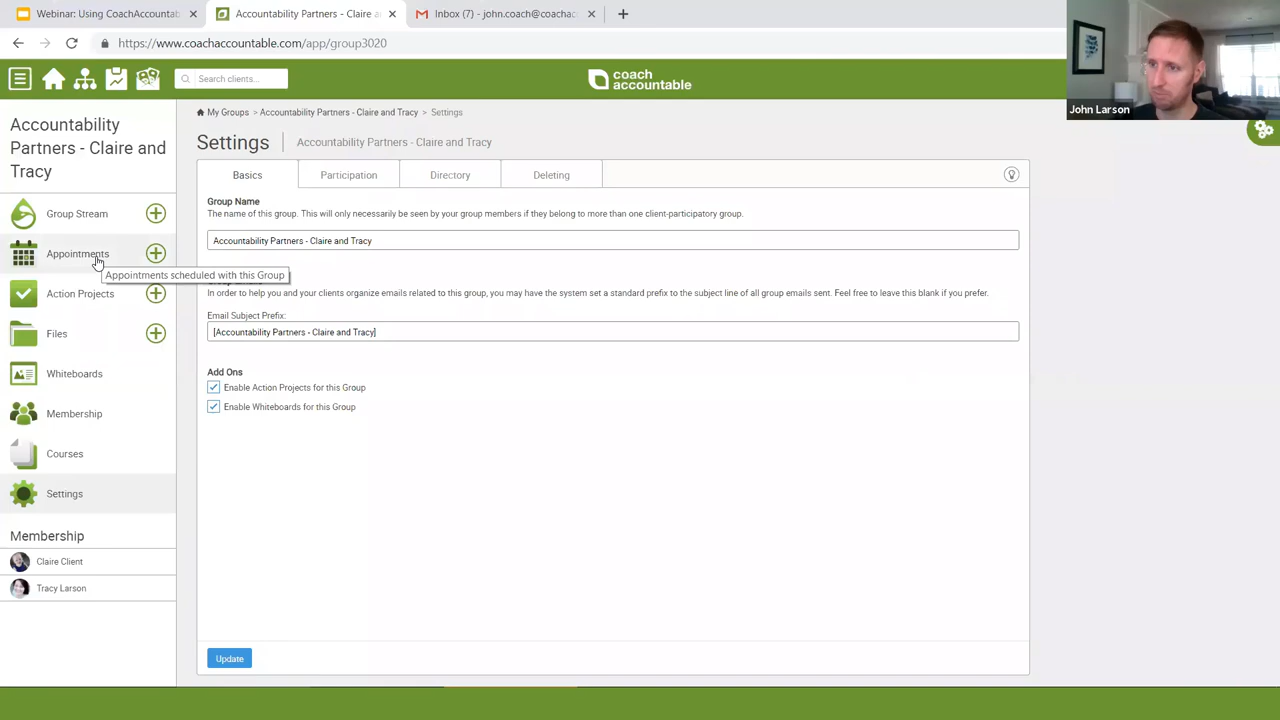 Webinar: Using CoachAccountab
Accountability Partners - Claire a
Inbox (7) - john.coach@coacha
https://www.coachaccountable.com/app/group3020
Search clients...
coach
accountable
John Larson
Accountability
Partners - Claire and
Tracy
Group Stream
Appointments
Appointments scheduled with this Group
Action Projects
Files
Whiteboards
Membership
Courses
Settings
Membership
Claire Client
Tracy Larson
My Groups > Accountability Partners - Claire and Tracy > Settings
Settings
Accountability Partners - Claire and Tracy
Basics
Participation
Directory
Deleting
Group Name
The name of this group. This will only necessarily be seen by your group members if they belong to more than one client-participatory group.
Accountability Partners - Claire and Tracy
In order to help you and your clients organize emails related to this group, you may have the system set a standard prefix to the subject line of all group emails sent. Feel free to leave this blank if you prefer.
Email Subject Prefix:
[Accountability Partners - Claire and Tracy]
Add Ons
Enable Action Projects for this Group
Enable Whiteboards for this Group
Update